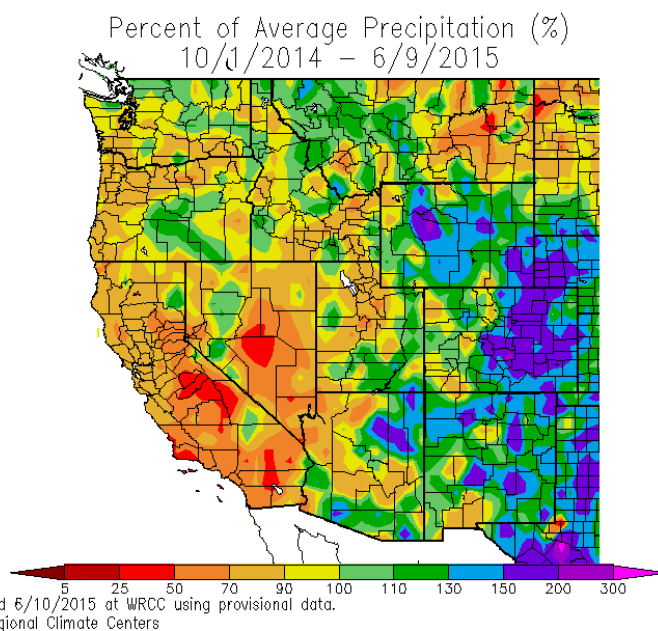 Percent of Average Precipitation (%)
10/1/2014 – 6/9/2015
5 25 50 70 90 100 110 130 150 200 300
d 6/10/2015 at WRCC using provisional data.
gional Climate Centers